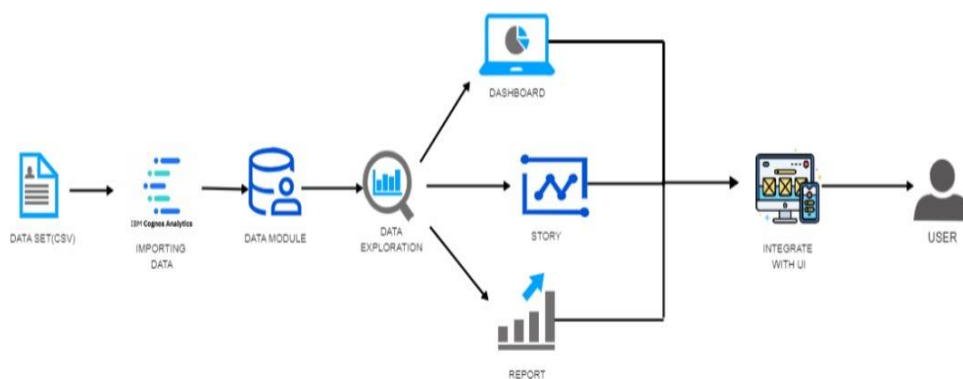 DATA SET(CSV)
IBM Cognos Analytics
IMPORTING
DATA
DATA MODULE
DATA
EXPLORATION
DASHBOARD
STORY
REPORT
INTEGRATE
WITH UI
USER